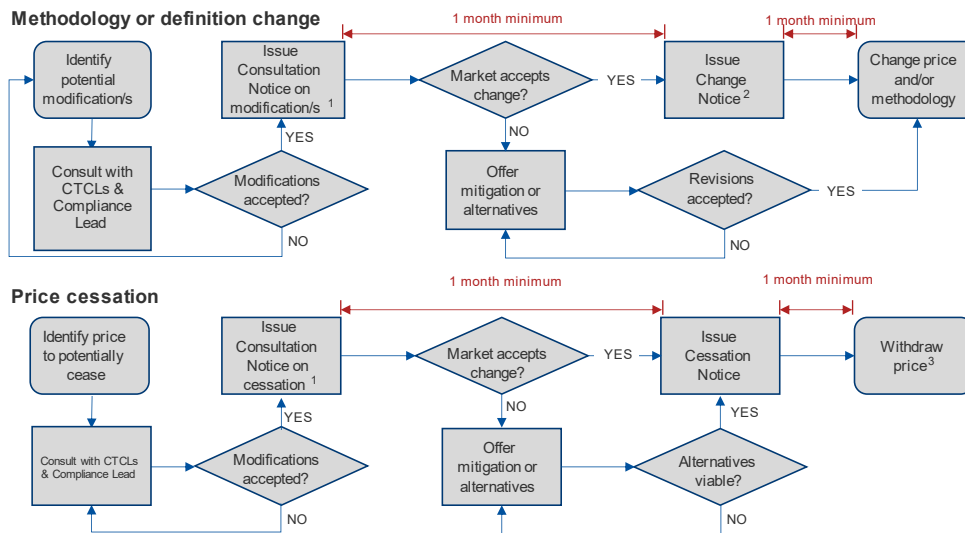 Methodology or definition change
1 month minimum
1 month minimum
Identify
potential
modification/s
Issue
Consultation
Notice on
modification/s 1
Market accepts
change?
YES
Issue
Change
Notice 2
Change price
and/or
methodology
YES
NO
Consult with
CTCLs &
Compliance
Lead
Modifications
accepted?
Offer
mitigation or
alternatives
Revisions
accepted?
YES
NO
NO
Price cessation
1 month minimum
1 month minimum
Identify price
to potentially
cease
Issue
Consultation
Notice on
cessation 1
Market accepts
change?
YES
Issue
Cessation
Notice
Withdraw
price3
YES
NO
YES
Consult with CTCLs
& Compliance Lead
Modifications
accepted?
Offer
mitigation or
alternatives
Alternatives
viable?
NO
NO